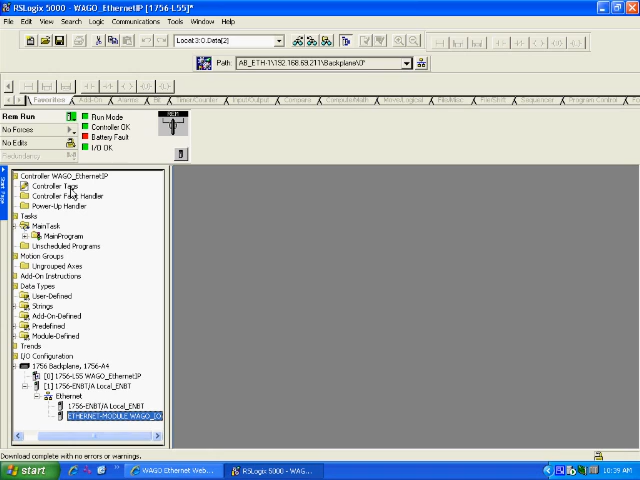 RSLogix 5000 - WAGO_EthernetIP [1756-L55]*
File Edit View Search Logic Communications Tools Window Help
Local:3:O.Data[2]
Path: AB_ETH-1\192.168.69.211\Backplane\0*
Favorites Add-On Alarms Bit Timer/Counter Input/Output Compare Compute/Math Move/Logical File/Misc. File/Shift Sequencer Program Control
Rem Run
No Forces
No Edits
Redundancy
Run Mode
Controller OK
Battery Fault
I/O OK
REM
Start Page
Controller WAGO_EthernetIP
Controller Tags
Controller Fault Handler
Power-Up Handler
Tasks
MainTask
MainProgram
Unscheduled Programs
Motion Groups
Ungrouped Axes
Add-On Instructions
Data Types
User-Defined
Strings
Add-On-Defined
Predefined
Module-Defined
Trends
I/O Configuration
1756 Backplane, 1756-A4
[0] 1756-L55 WAGO_EthernetIP
[1] 1756-ENBT/A Local_ENBT
Ethernet
1756-ENBT/A Local_ENBT
ETHERNET-MODULE WAGO_IO
Download complete with no errors or warnings.
start
WAGO Ethernet Web...
RSLogix 5000 - WAG...
10:39 AM